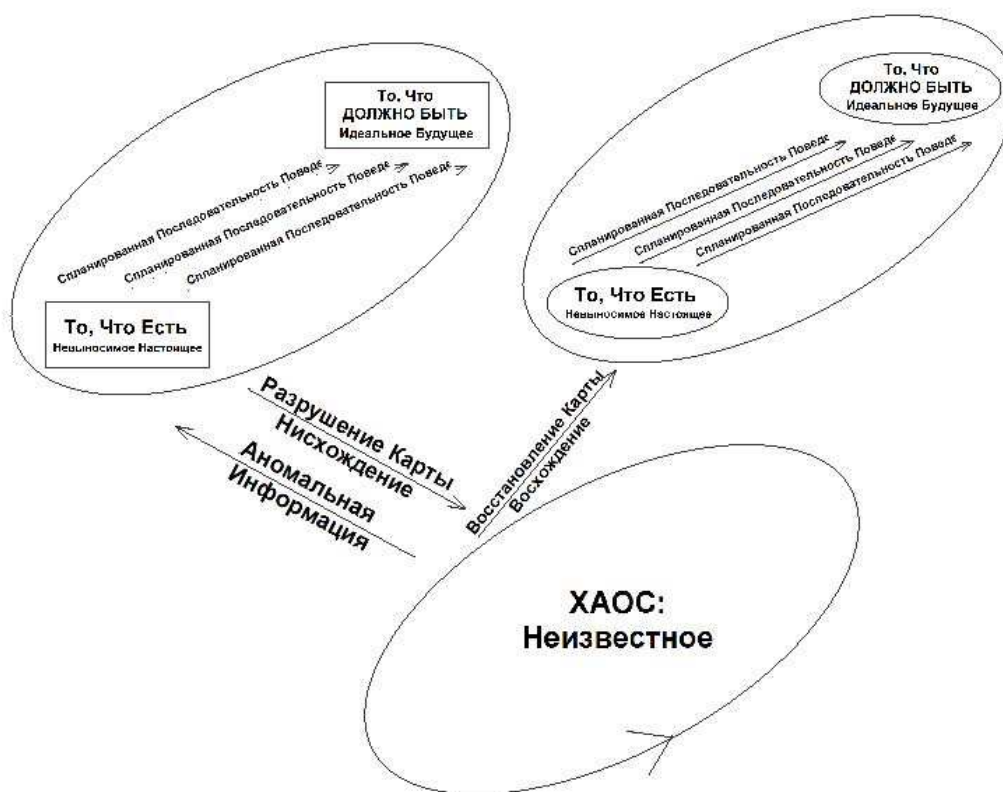 То, Что
ДОЛЖНО БЫТЬ
Идеальное Будущее
Спланированная Последовательность Поведе
Спланированная Последовательность Поведе
Спланированная Последовательность Поведе
То, Что Есть
Невыносимое Настоящее
То, Что
ДОЛЖНО БЫТЬ
Идеальное Будущее
Спланированная Последовательность Поведе
Спланированная Последовательность Поведе
Спланированная Последовательность Поведе
То, Что Есть
Невыносимое Настоящее
Разрушение Карты
Нисхождение
Аномальная
Информация
Восстановление Карты
Восхождение
ХАОС:
Неизвестное